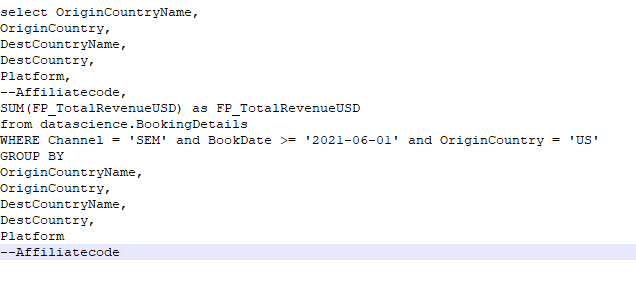 select OriginCountryName,
OriginCountry,
DestCountryName,
DestCountry,
Platform,
--Affiliatecode,
SUM(FP_TotalRevenueUSD) as FP_TotalRevenueUSD
from datascience.BookingDetails
WHERE Channel = 'SEM' and BookDate >= '2021-06-01' and OriginCountry = 'US'
GROUP BY
OriginCountryName,
OriginCountry,
DestCountryName,
DestCountry,
Platform
--Affiliatecode